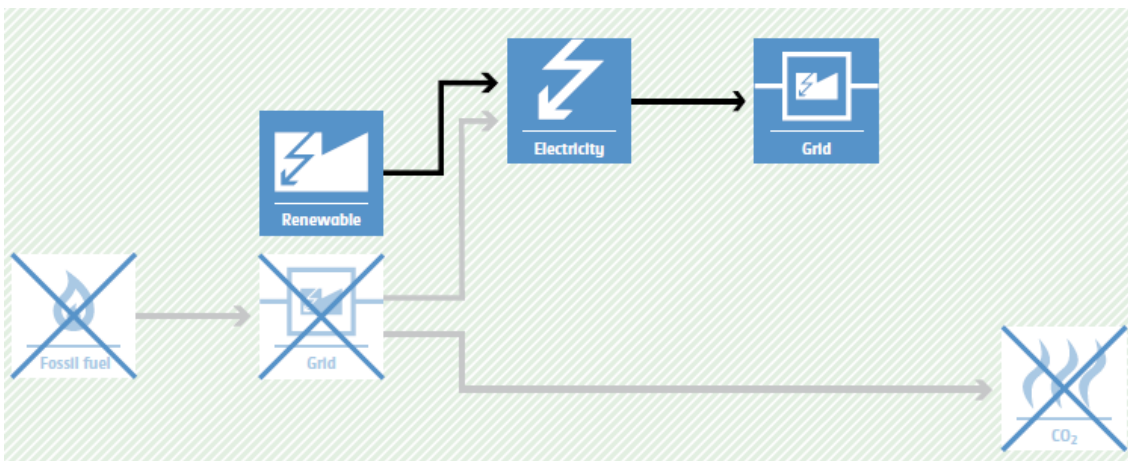 Electricity
Grid
Renewable
Fossil fuel
Grid
CO₂